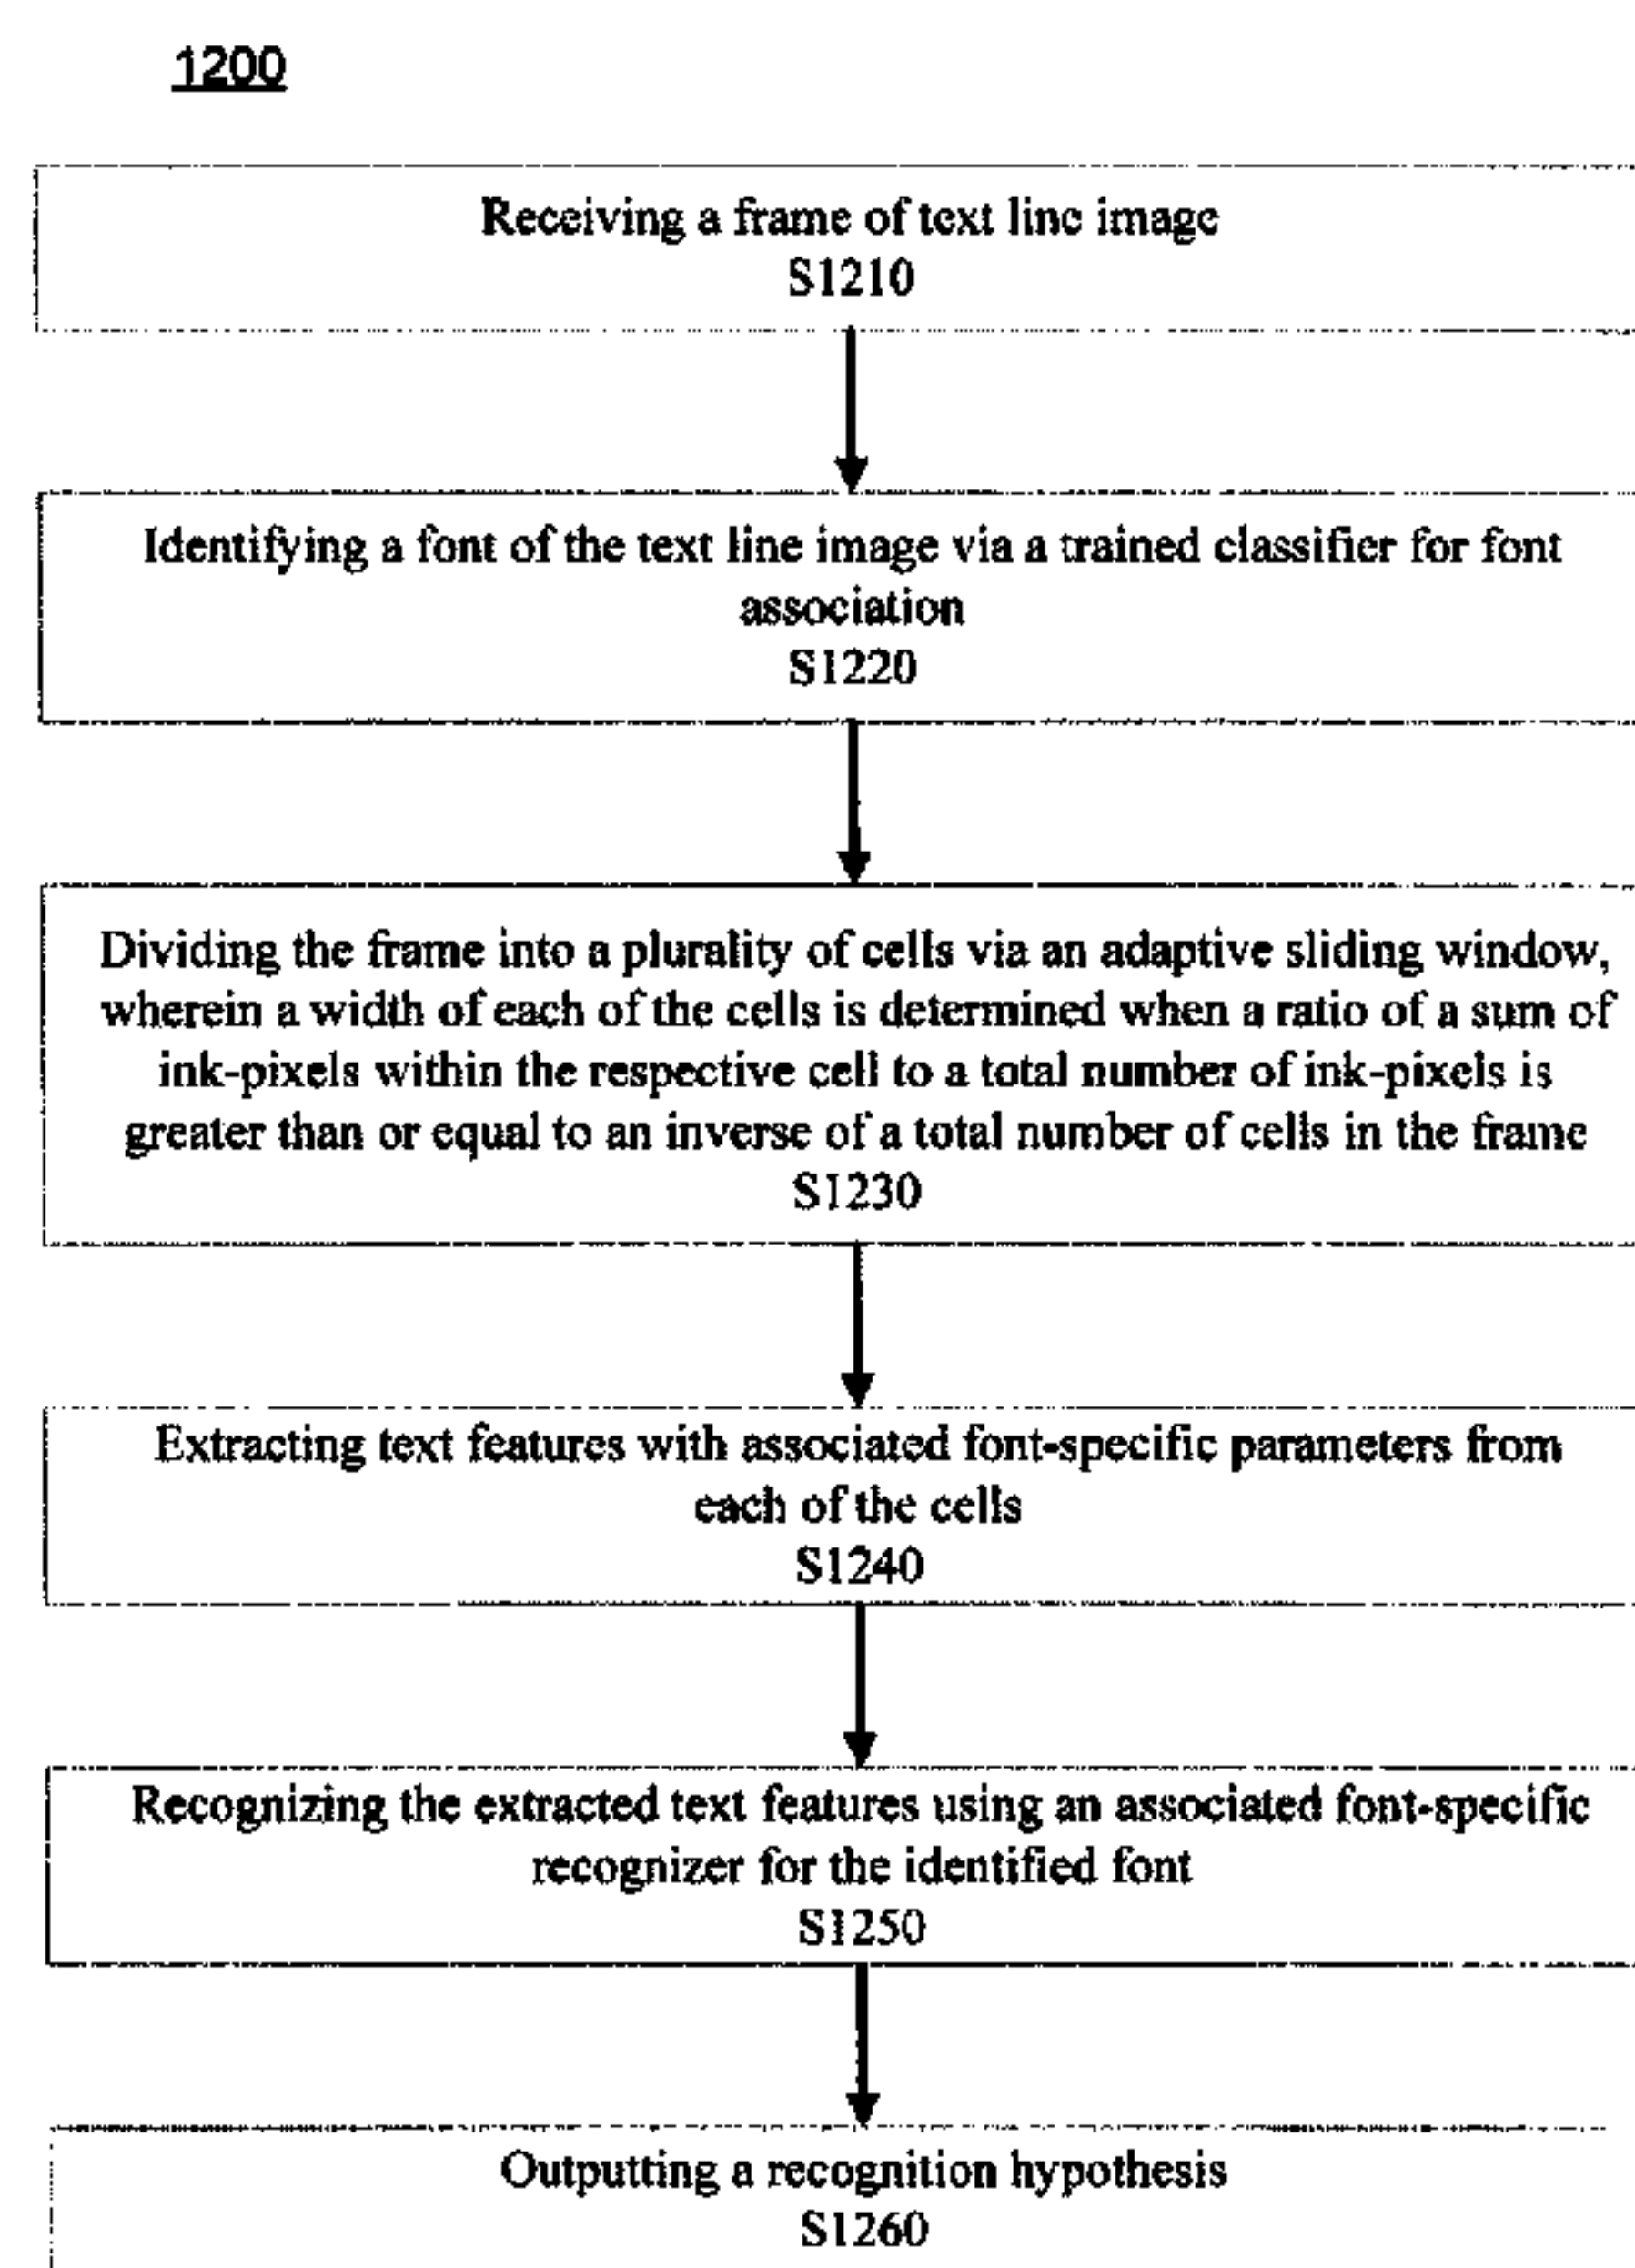 1200
Receiving a frame of text line image
S1210
Identifying a font of the text line image via a trained classifier for font
association
S1220
Dividing the frame into a plurality of cells via an adaptive sliding window,
wherein a width of each of the cells is determined when a ratio of a sum of
ink-pixels within the respective cell to a total number of ink-pixels is
greater than or equal to an inverse of a total number of cells in the frame
S1230
Extracting text features with associated font-specific parameters from
each of the cells
S1240
Recognizing the extracted text features using an associated font-specific
recognizer for the identified font
S1250
Outputting a recognition hypothesis
S1260